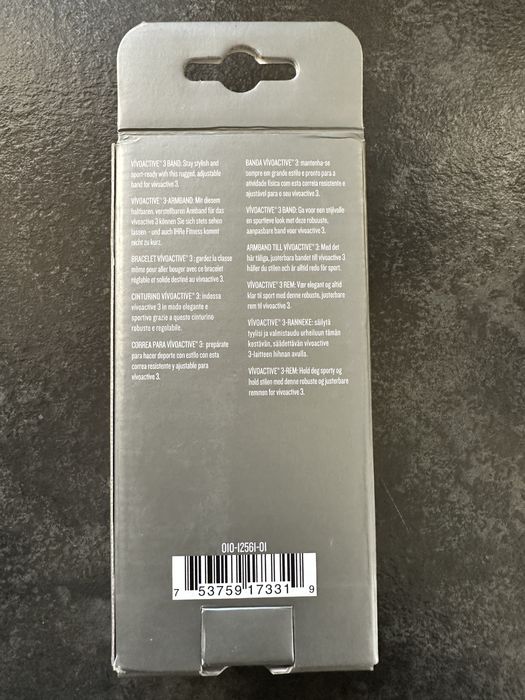 VÍVOACTIVE™ 3 BAND: Stay stylish and
sport-ready with this rugged, adjustable
band for vívoactive 3.
VÍVOACTIVE™ 3-ARMBAND: Mit diesem
haltbaren, verstellbaren Armband für das
vívoactive 3 können Sie sich stets sehen
lassen – und auch IHRe Fitness kommt
nicht zu kurz.
BRACELET VÍVOACTIVE™ 3 : gardez la classe
même pour aller bouger avec ce bracelet
réglable et solide destiné au vívoactive 3.
CINTURINO VÍVOACTIVE™ 3: indossa
vívoactive 3 in modo elegante e
sportivo grazie a questo cinturino
robusto e regolabile.
CORREA PARA VÍVOACTIVE™ 3: prepárate
para hacer deporte con estilo con esta
correa resistente y ajustable para
vívoactive 3.
BANDA VÍVOACTIVE™ 3: mantenha-se
sempre em grande estilo e pronto para a
atividade física com esta correia resistente e
ajustável para o seu vívoactive 3.
VÍVOACTIVE™ 3 BAND: Ga voor een stijlvolle
en sportieve look met deze robuuste,
aanpasbare band voor vívoactive 3.
ARMBAND TILL VÍVOACTIVE™ 3: Med det
här tåliga, justerbara bandet till vívoactive 3
håller du stilen och är alltid redo för sport.
VÍVOACTIVE™ 3 REM: Vær elegant og altid
klar til sport med denne robuste, justerbare
rem til vívoactive 3.
VÍVOACTIVE™ 3-RANNEKE: säilytä
tyylisi ja valmistaudu urheiluun tämän
kestävän, säädettävän vívoactive
3-laitteen hihnan avulla.
VÍVOACTIVE™ 3-REM: Hold deg sporty og
hold stilen med denne robuste og justerbare
remmen for vívoactive 3.
010-12561-01
7 53759 17331 9